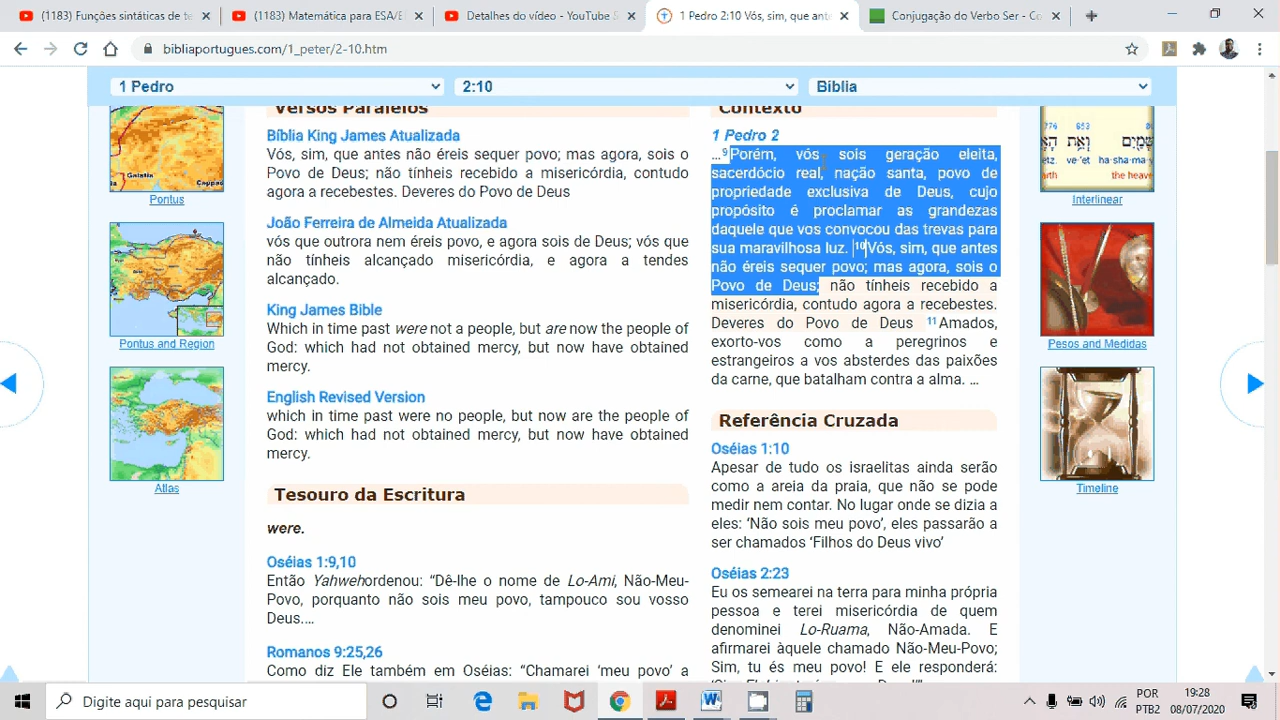 (1183) Funções sintáticas de te
(1183) Matemática para ESA/E
Detalhes do vídeo - YouTube S
1 Pedro 2:10 Vós, sim, que ante
Conjugação do Verbo Ser - Co
bibliaportugues.com/1_peter/2-10.htm
1 Pedro
2:10
Bíblia
Versos Paralelos
Bíblia King James Atualizada
Vós, sim, que antes não éreis sequer povo; mas agora, sois o
Povo de Deus; não tínheis recebido a misericórdia, contudo
agora a recebestes. Deveres do Povo de Deus
João Ferreira de Almeida Atualizada
vós que outrora nem éreis povo, e agora sois de Deus; vós que
não tínheis alcançado misericórdia, e agora a tendes
alcançado.
King James Bible
Which in time past were not a people, but are now the people of
God: which had not obtained mercy, but now have obtained
mercy.
English Revised Version
which in time past were no people, but now are the people of
God: which had not obtained mercy, but now have obtained
mercy.
Tesouro da Escritura
were.
Oséias 1:9,10
Então Yahwehordenou: “Dê-lhe o nome de Lo-Ami, Não-Meu-
Povo, porquanto não sois meu povo, tampouco sou vosso
Deus.…
Romanos 9:25,26
Como diz Ele também em Oséias: “Chamarei ‘meu povo’ a
Contexto
1 Pedro 2
…9Porém, vós sois geração eleita,
sacerdócio real, nação santa, povo de
propriedade exclusiva de Deus, cujo
propósito é proclamar as grandezas
daquele que vos convocou das trevas para
sua maravilhosa luz. 10Vós, sim, que antes
não éreis sequer povo; mas agora, sois o
Povo de Deus; não tínheis recebido a
misericórdia, contudo agora a recebestes.
Deveres do Povo de Deus 11Amados,
exorto-vos como a peregrinos e
estrangeiros a vos absterdes das paixões
da carne, que batalham contra a alma. …
Referência Cruzada
Oséias 1:10
Apesar de tudo os israelitas ainda serão
como a areia da praia, que não se pode
medir nem contar. No lugar onde se dizia a
eles: ‘Não sois meu povo’, eles passarão a
ser chamados ‘Filhos do Deus vivo’
Oséias 2:23
Eu os semearei na terra para minha própria
pessoa e terei misericórdia de quem
denominei Lo-Ruama, Não-Amada. E
afirmarei àquele chamado Não-Meu-Povo;
Sim, tu és meu povo! E ele responderá:
Galatia
Pontus
Pontus and Region
Atlas
853
ve·'et
ha·sha·ma·y
the heave
Interlinear
Pesos and Medidas
Timeline
Digite aqui para pesquisar
POR
PTB2
19:28
08/07/2020